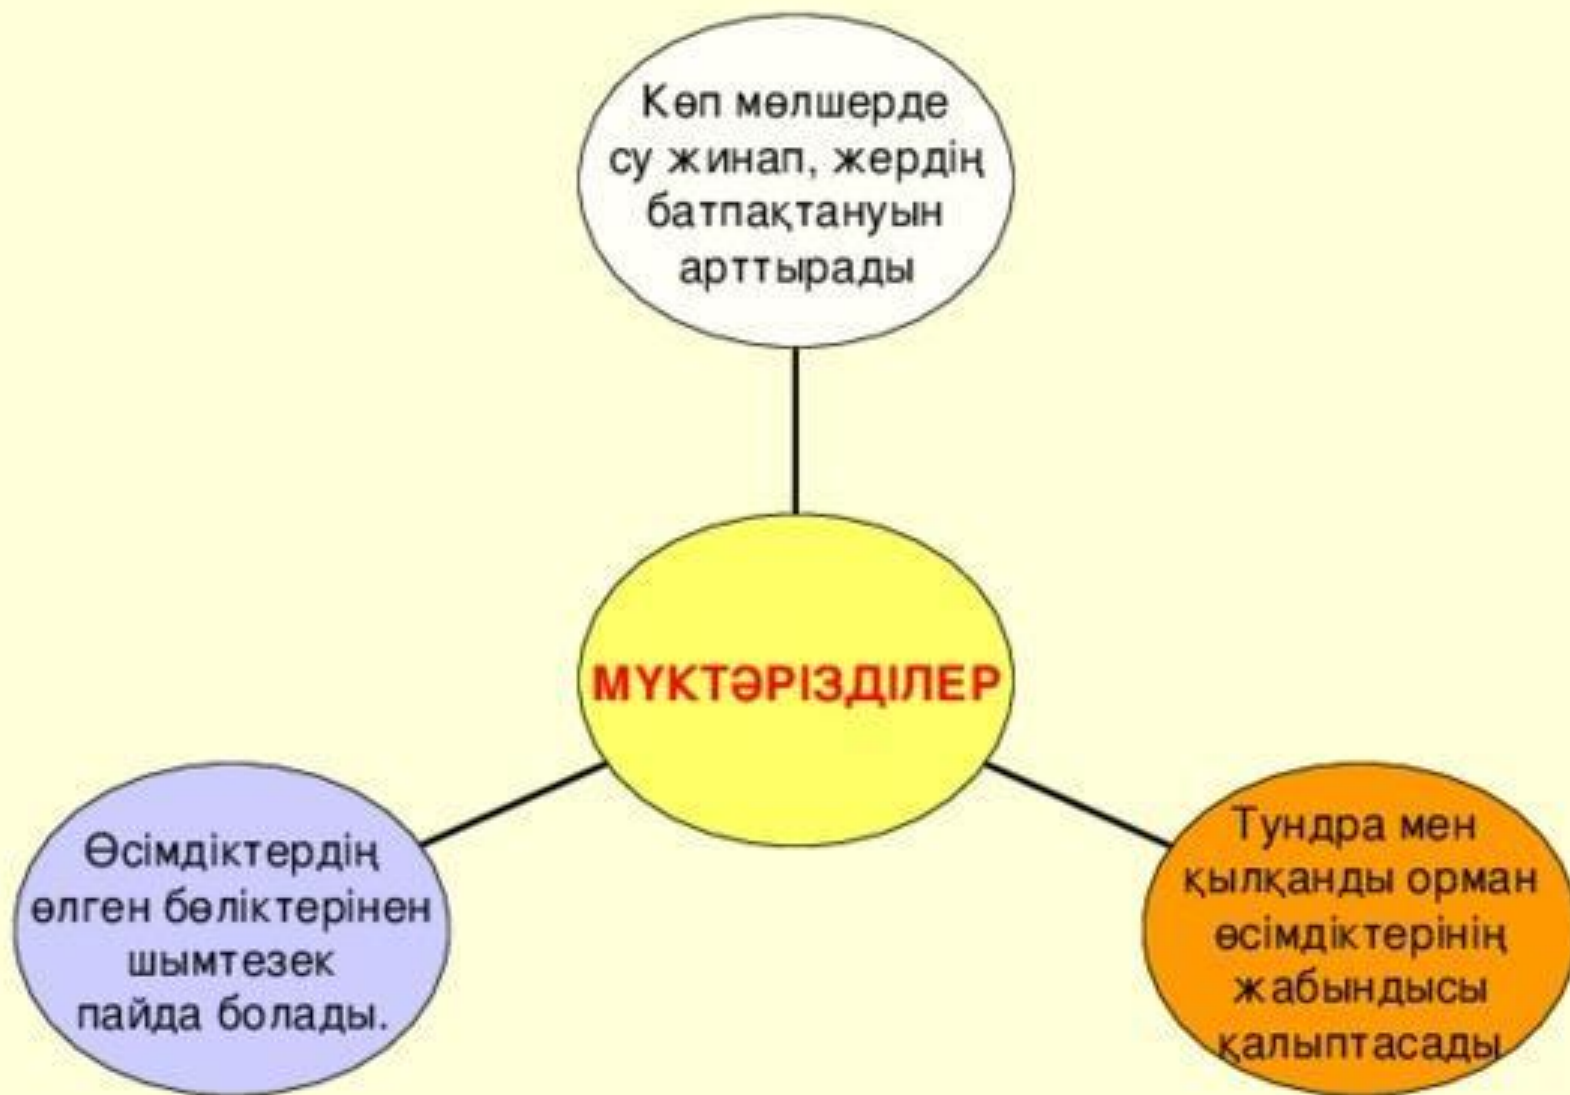 Көп мөлшерде
су жинап, жердің
батпақтануын
арттырады
МҮКТӘРІЗДІЛЕР
Өсімдіктердің
өлген бөліктерінен
шымтезек
пайда болады.
Тундра мен
қылқанды орман
өсімдіктерінің
жабындысы
қалыптасады